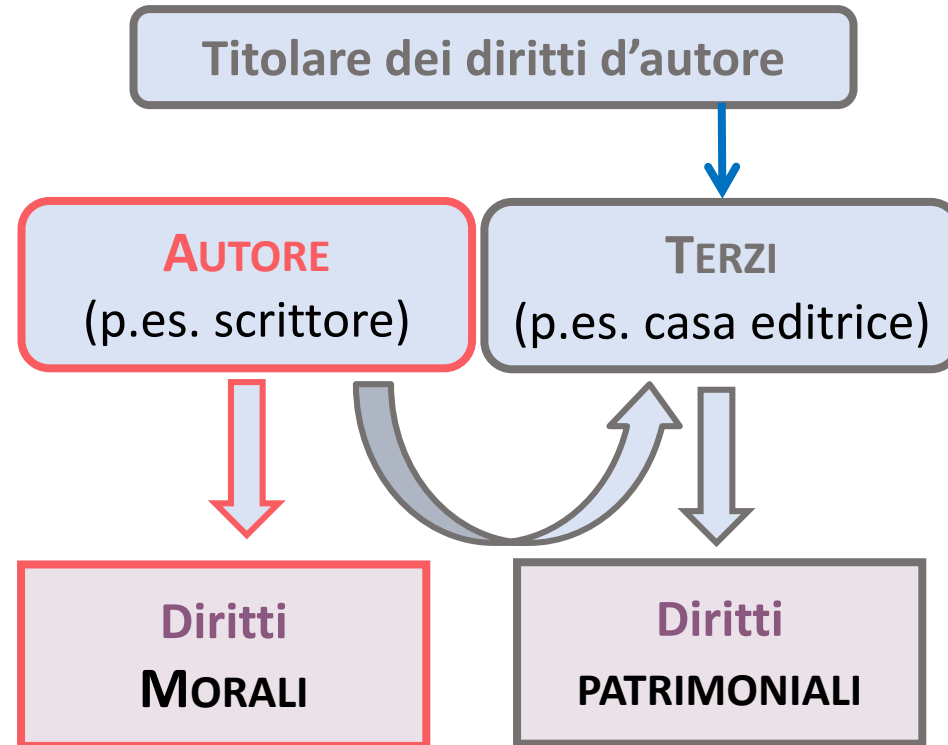 Titolare dei diritti d’autore
AUTORE
(p.es. scrittore)
TERZI
(p.es. casa editrice)
Diritti
MORALI
Diritti
PATRIMONIALI